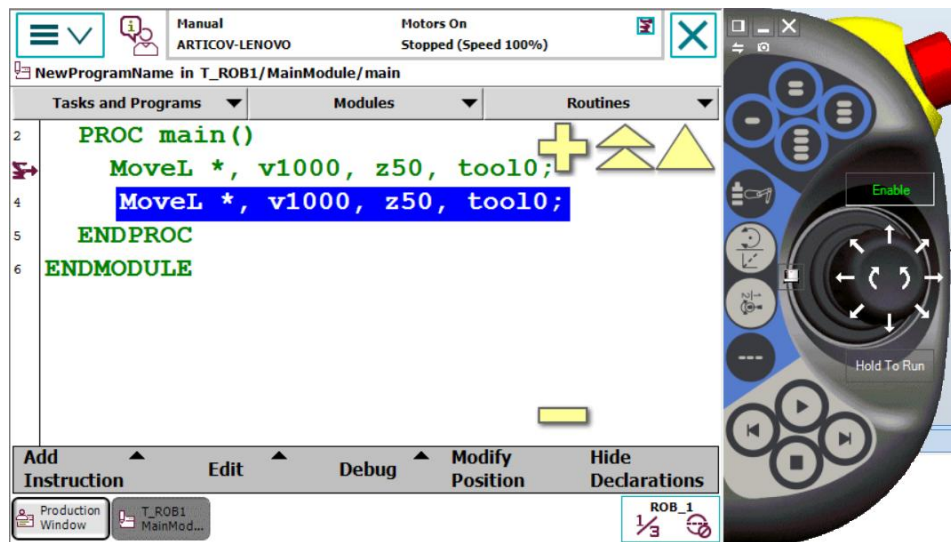 Manual
ARTICOV-LENOVO
Motors On
Stopped (Speed 100%)
NewProgramName in T_ROB1/MainModule/main
Tasks and Programs
Modules
Routines
2 PROC main()
MoveL *, v1000, z50, tool0;
4 MoveL *, v1000, z50, tool0;
5 ENDPROC
6 ENDMODULE
Add Instruction
Edit
Debug
Modify Position
Hide Declarations
Production Window
T_ROB1 MainMod...
ROB_1
1/3
Enable
Hold To Run